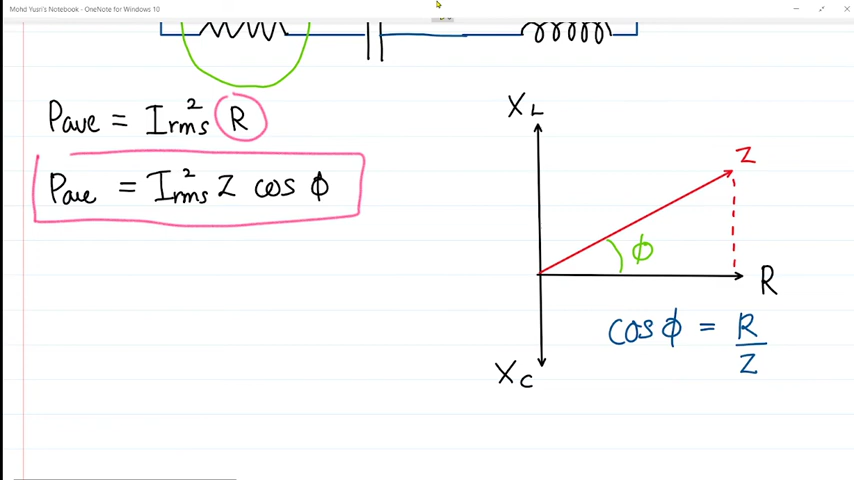 Mohd Yusri's Notebook - OneNote for Windows 10
Pave = Irms² R
Pave = Irms² Z cos φ
XL
Z
φ
R
cos φ = R/Z
Xc